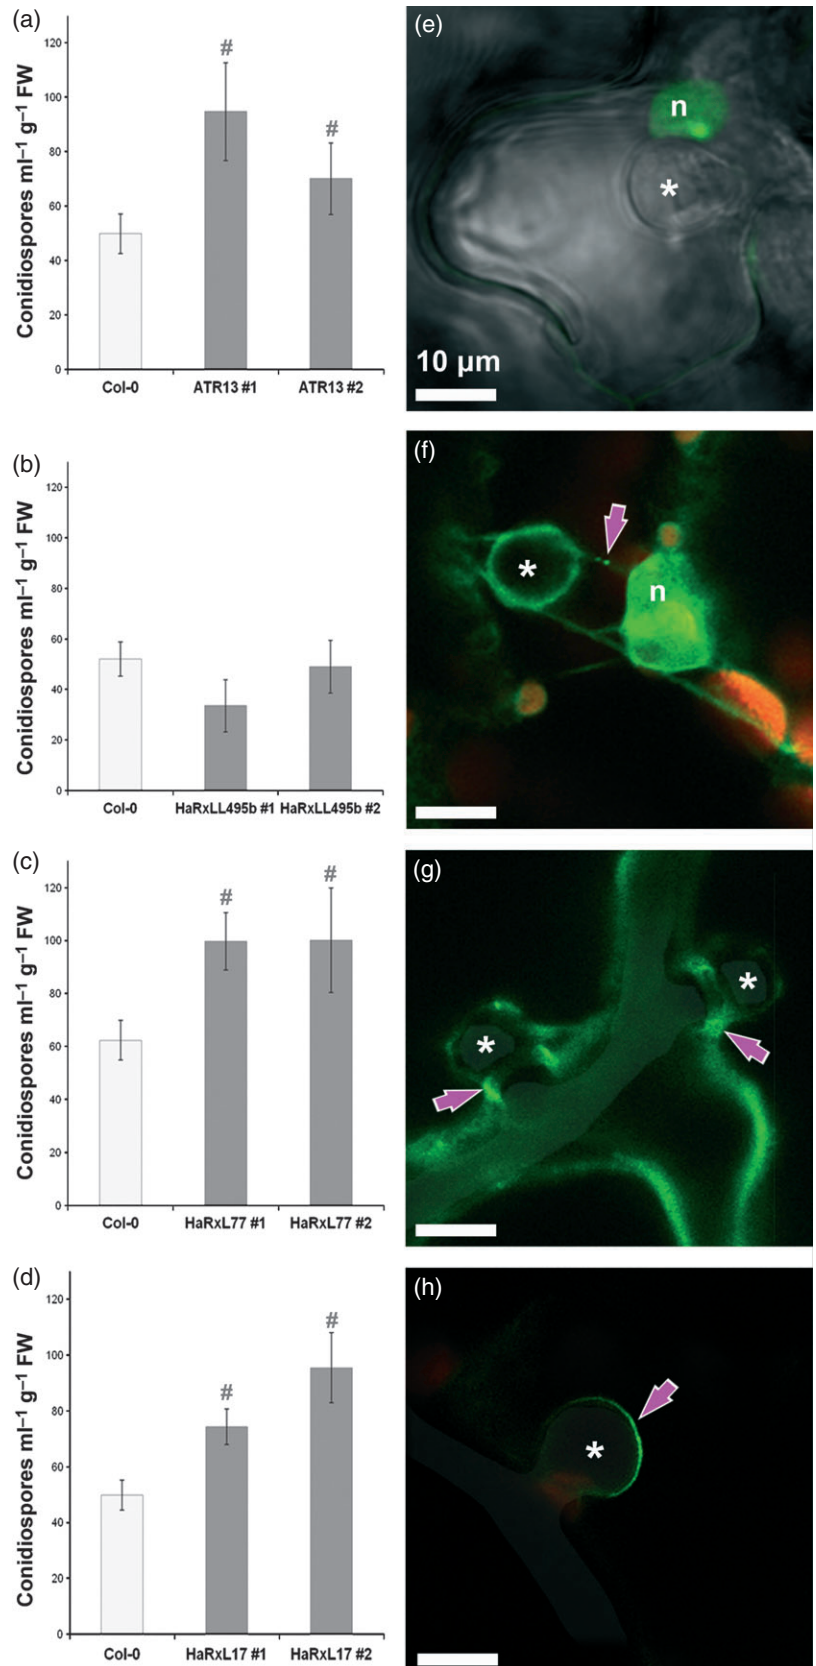 (a)
Conidiospores ml⁻¹ g⁻¹ FW
120
100
80
60
40
20
0
#
#
Col-0 ATR13 #1 ATR13 #2
(e)
n
*
10 µm
(b)
Conidiospores ml⁻¹ g⁻¹ FW
120
100
80
60
40
20
0
Col-0 HaRxLL495b #1 HaRxLL495b #2
(f)
*
n
(c)
Conidiospores ml⁻¹ g⁻¹ FW
120
100
80
60
40
20
0
#
#
Col-0 HaRxL77 #1 HaRxL77 #2
(g)
*
*
(d)
Conidiospores ml⁻¹ g⁻¹ FW
120
100
80
60
40
20
0
#
#
Col-0 HaRxL17 #1 HaRxL17 #2
(h)
*